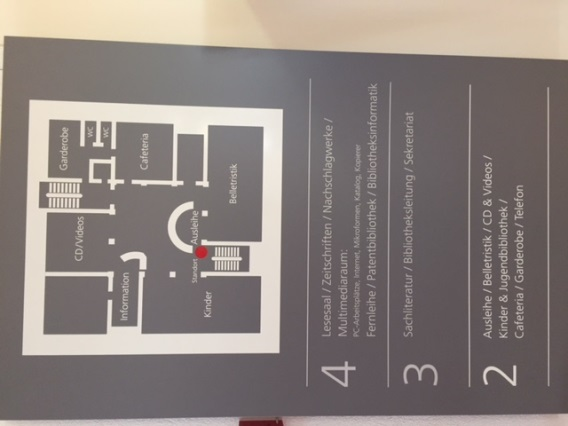 Garderobe
WC
WC
Cafeteria
CD/Videos
Belletristik
Ausleihe
Standort
Information
Kinder
4
Lesesaal / Zeitschriften / Nachschlagwerke /
Multimediaraum:
PC-Arbeitsplätze, Internet, Mikroformen, Katalog, Kopierer
Fernleihe / Patentbibliothek / Bibliotheksinformatik
3
Sachliteratur / Bibliotheksleitung / Sekretariat
2
Ausleihe / Belletristik / CD & Videos /
Kinder & Jugendbibliothek /
Cafeteria / Garderobe / Telefon